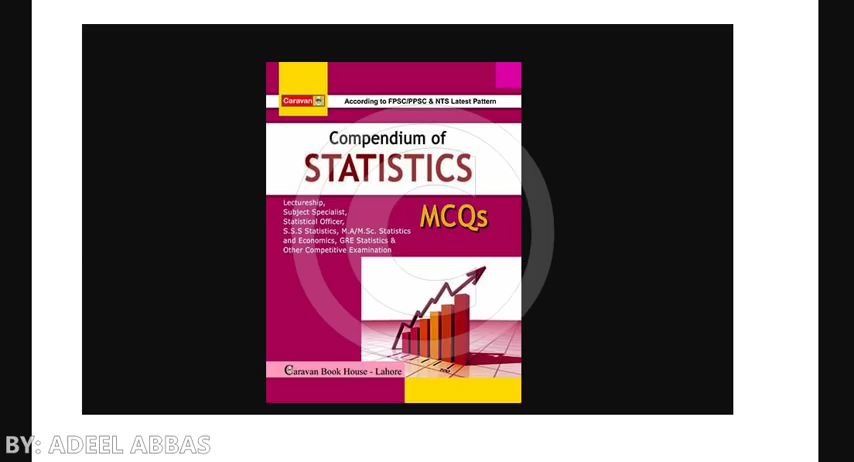 Caravan
According to FPSC/PPSC & NTS Latest Pattern
Compendium of
STATISTICS
MCQs
Lectureship,
Subject Specialist,
Statistical Officer,
S.S.S Statistics, M.A/M.Sc. Statistics
and Economics, GRE Statistics &
Other Competitive Examination
Caravan Book House - Lahore
BY: ADEEL ABBAS